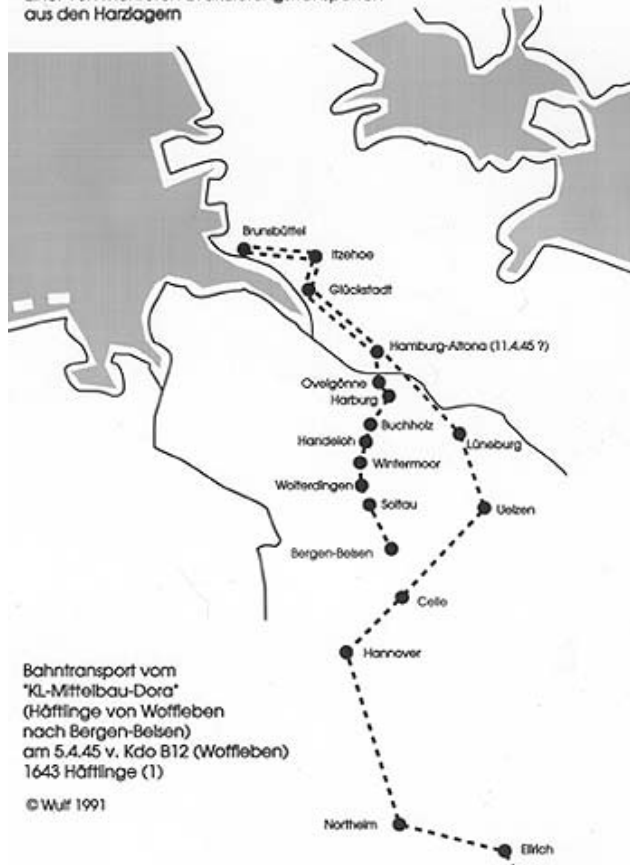 aus den Harzlagern
Brunsbüttel
Itzehoe
Glückstadt
Hamburg-Altona (11.4.45 ?)
Ovelgönne
Harburg
Buchholz
Lüneburg
Handeloh
Wintermoor
Wolterdingen
Soltau
Uelzen
Bergen-Belsen
Celle
Hannover
Bahntransport vom
"KL-Mittelbau-Dora"
(Häftlinge von Woffleben
nach Bergen-Belsen)
am 5.4.45 v. Kdo B12 (Woffleben)
1643 Häftlinge (1)
© Wulf 1991
Northeim
Ellrich